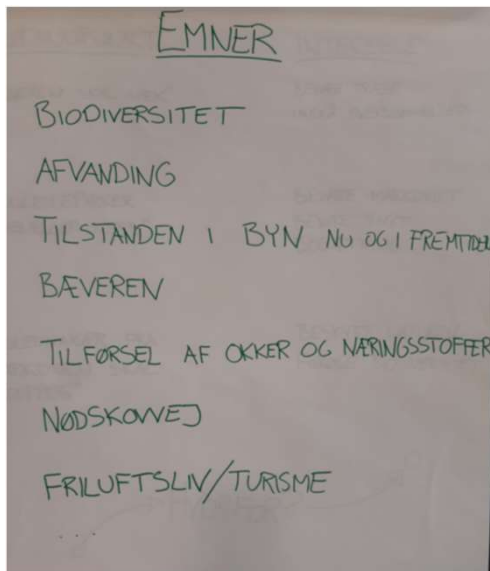 EMNER
BIODIVERSITET
AFVANDING
TILSTANDEN I BYN NU OG I FREMTIDEN
BÆVEREN
TILFØRSEL AF OKKER OG NÆRINGSSTOFFER
NØDSKOVVEJ
FRILUFTSLIV/TURISME
....